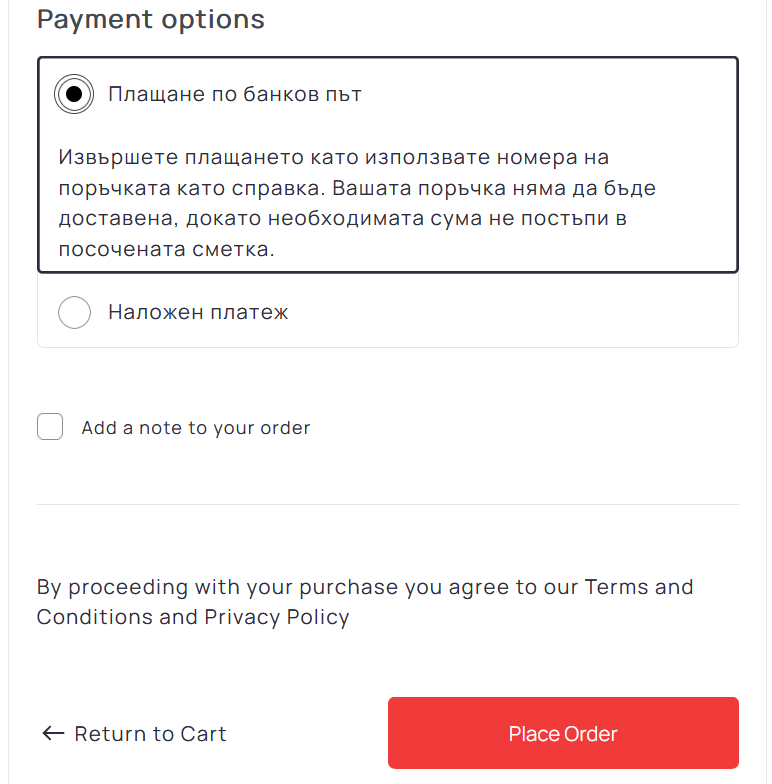 Payment options
Плащане по банков път
Извършете плащането като използвате номера на
поръчката като справка. Вашата поръчка няма да бъде
доставена, докато необходимата сума не постъпи в
посочената сметка.
Наложен платеж
Add a note to your order
By proceeding with your purchase you agree to our Terms and
Conditions and Privacy Policy
← Return to Cart
Place Order